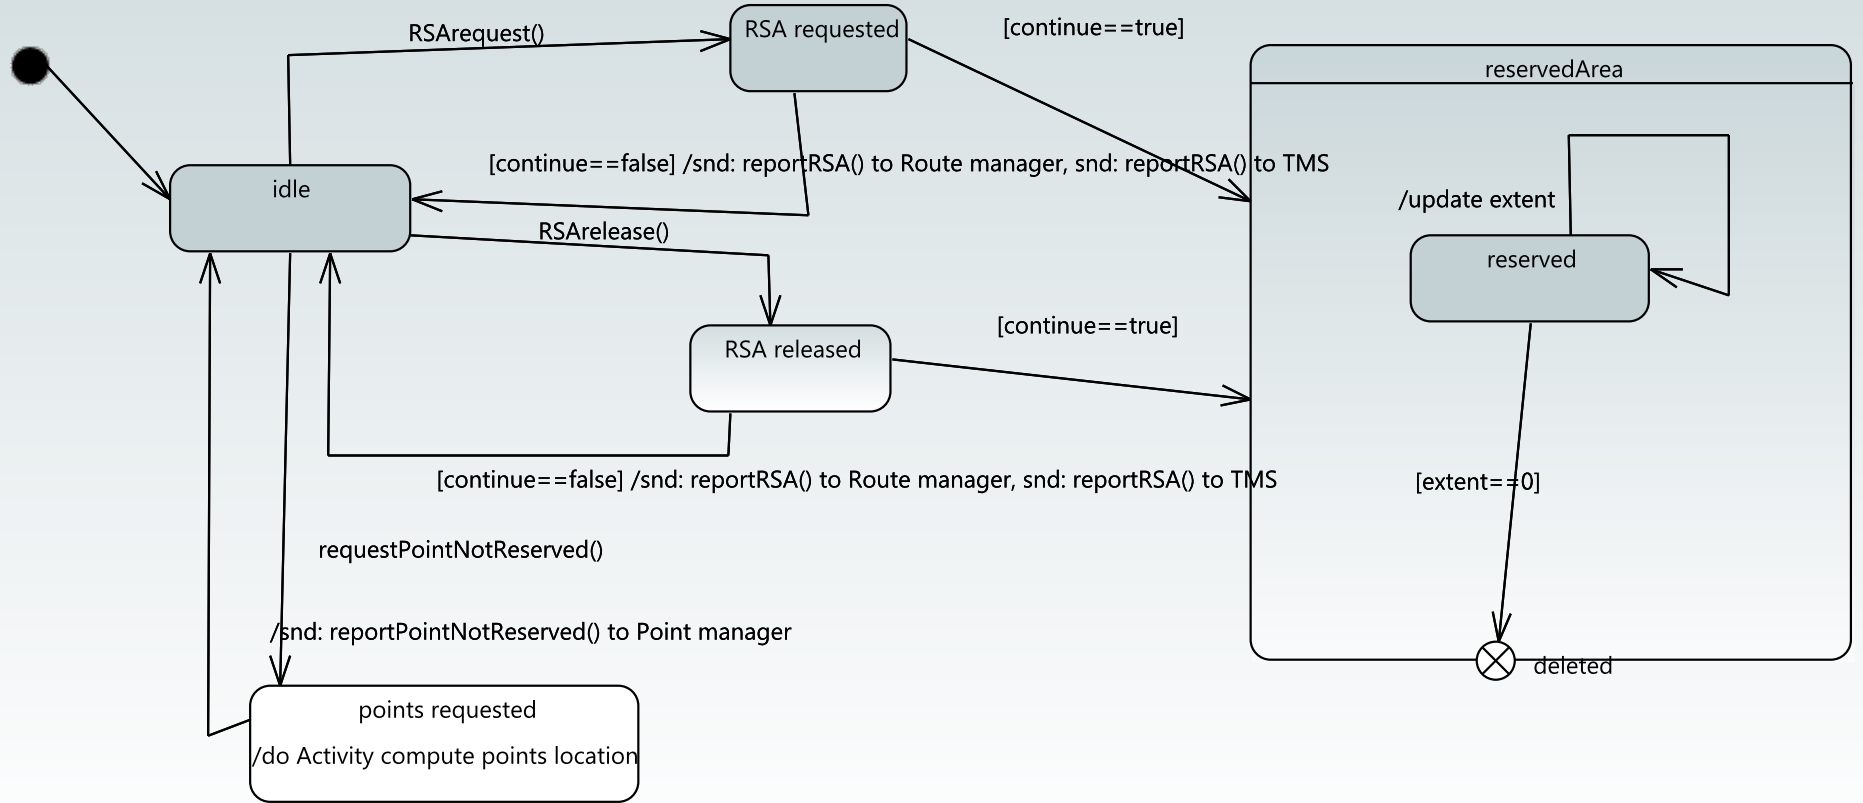 RSArequest()
RSA requested
[continue==true]
reservedArea
[continue==false] /snd: reportRSA() to Route manager, snd: reportRSA() to TMS
idle
/update extent
RSArelease()
reserved
[continue==true]
RSA released
[continue==false] /snd: reportRSA() to Route manager, snd: reportRSA() to TMS
[extent==0]
requestPointNotReserved()
/snd: reportPointNotReserved() to Point manager
deleted
points requested
/do Activity compute points location